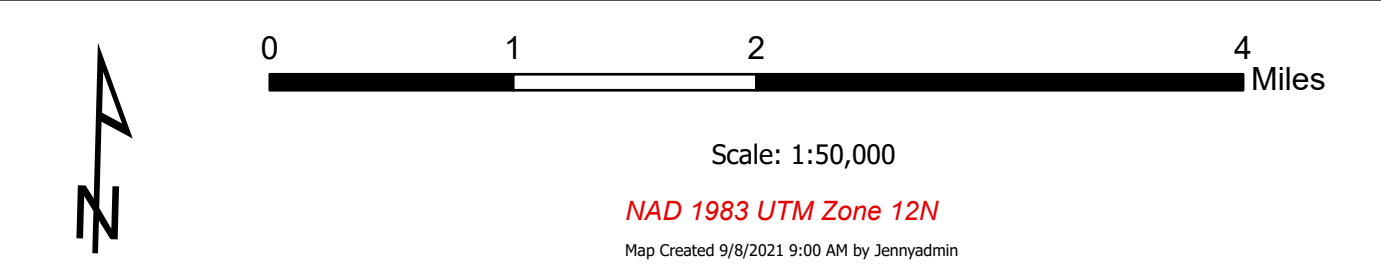 0 1 2 4
Miles
N
Scale: 1:50,000
NAD 1983 UTM Zone 12N
Map Created 9/8/2021 9:00 AM by Jennyadmin